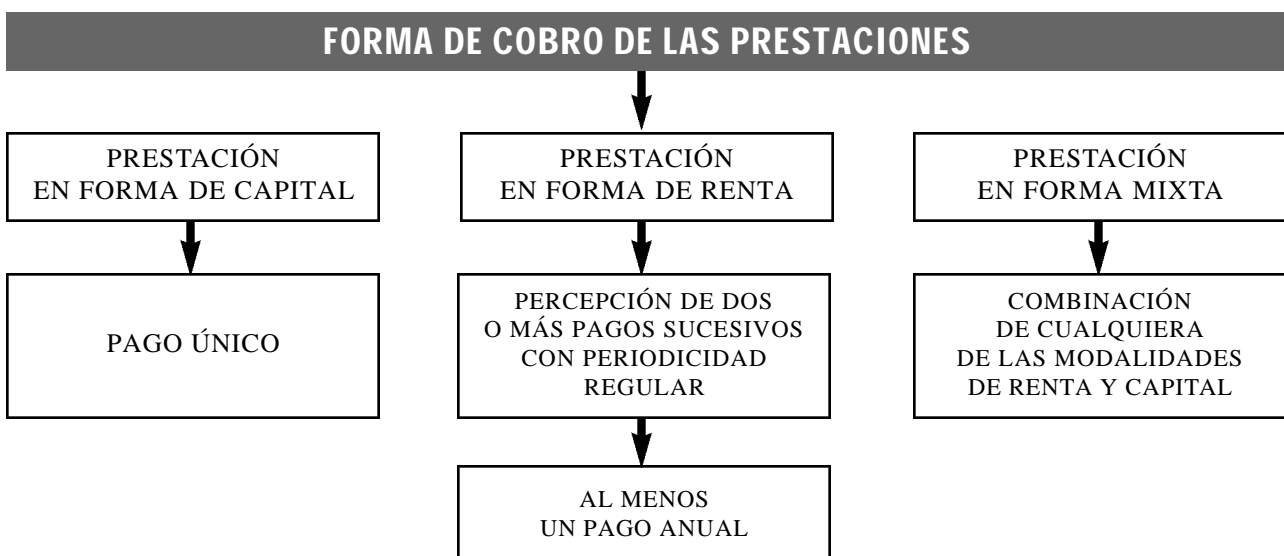 FORMA DE COBRO DE LAS PRESTACIONES
PRESTACIÓN
EN FORMA DE CAPITAL
PRESTACIÓN
EN FORMA DE RENTA
PRESTACIÓN
EN FORMA MIXTA
PAGO ÚNICO
PERCEPCIÓN DE DOS
O MÁS PAGOS SUCESIVOS
CON PERIODICIDAD
REGULAR
COMBINACIÓN
DE CUALQUIERA
DE LAS MODALIDADES
DE RENTA Y CAPITAL
AL MENOS
UN PAGO ANUAL